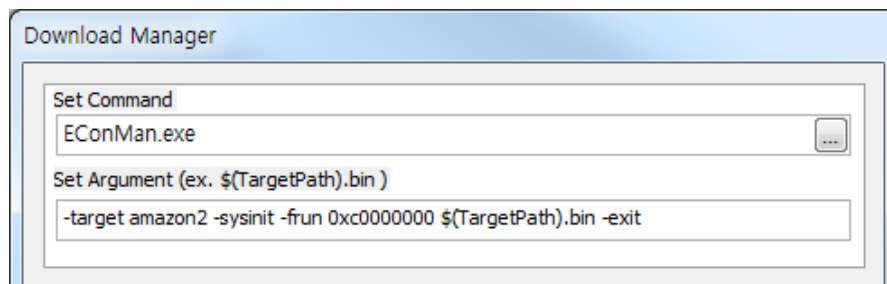 Download Manager
Set Command
EConMan.exe
...
Set Argument (ex. $(TargetPath).bin )
-target amazon2 -sysinit -frun 0xc0000000 $(TargetPath).bin -exit